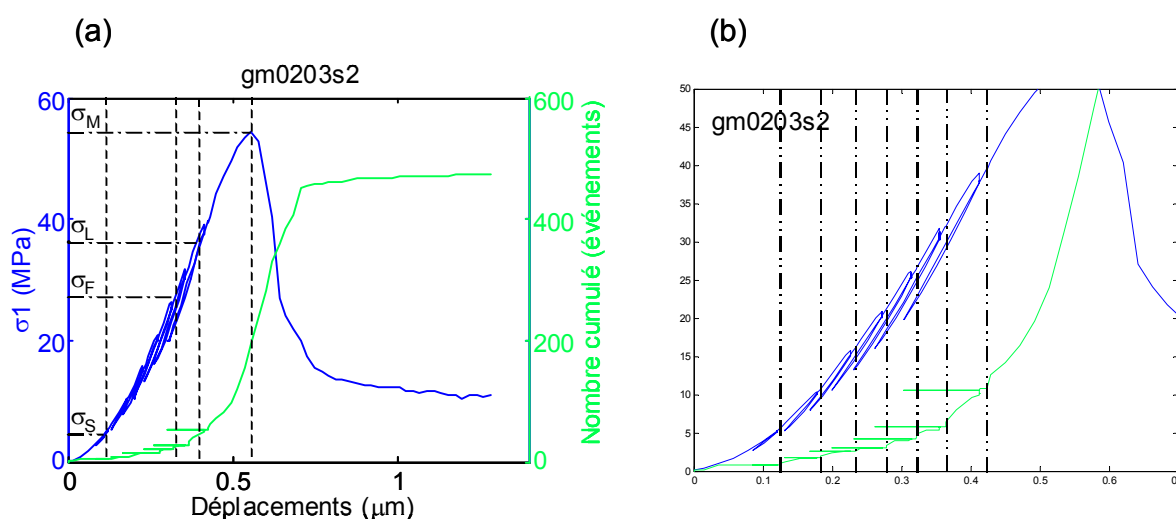 (a)
gm0203s2
60
40
20
0
σ1 (MPa)
σM
σL
σF
σS
600
400
200
0
Nombre cumulé (événements)
0
0.5
1
Déplacements (μm)
(b)
gm0203s2
50
45
40
35
30
25
20
15
10
5
0
0
0.1
0.2
0.3
0.4
0.5
0.6